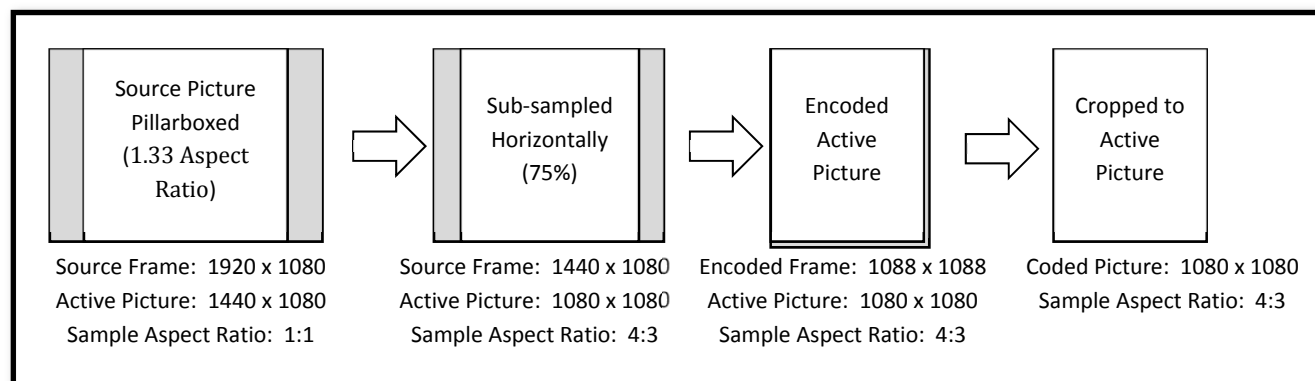 Source Picture
Pillarboxed
(1.33 Aspect
Ratio)
Sub-sampled
Horizontally
(75%)
Encoded
Active
Picture
Cropped to
Active
Picture
Source Frame: 1920 x 1080
Active Picture: 1440 x 1080
Sample Aspect Ratio: 1:1
Source Frame: 1440 x 1080
Active Picture: 1080 x 1080
Sample Aspect Ratio: 4:3
Encoded Frame: 1088 x 1088
Active Picture: 1080 x 1080
Sample Aspect Ratio: 4:3
Coded Picture: 1080 x 1080
Sample Aspect Ratio: 4:3